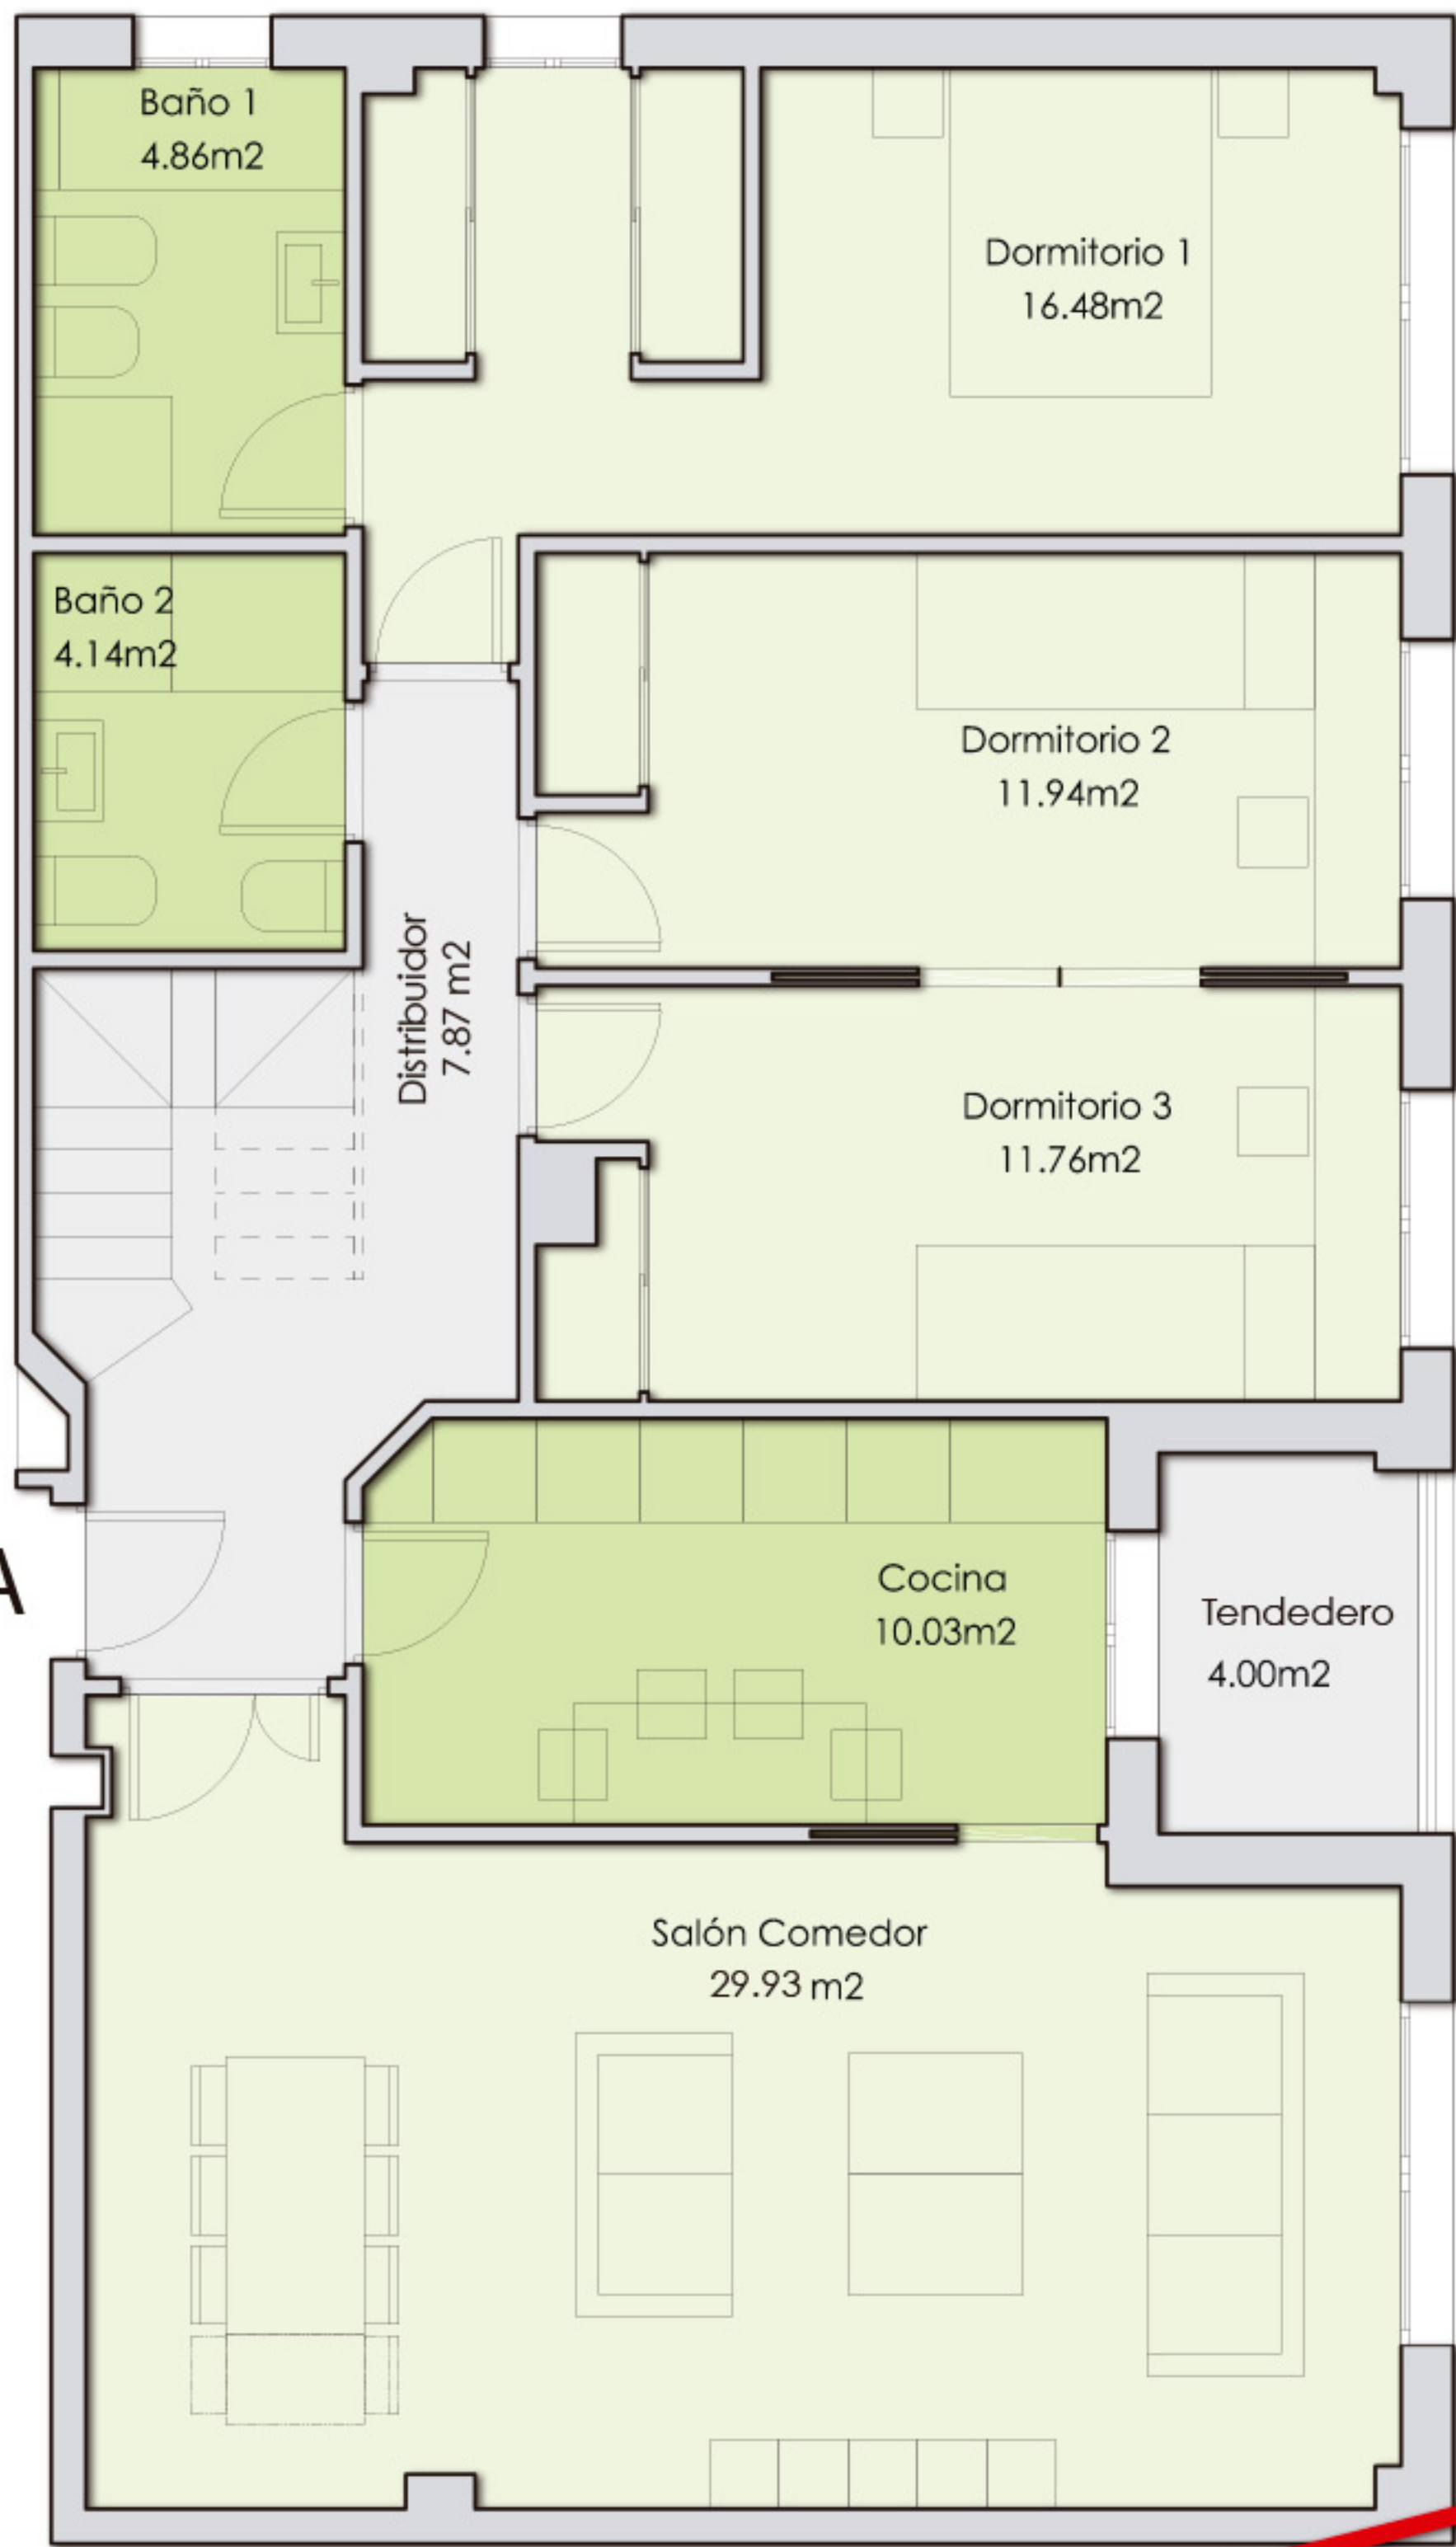 Baño 1
4.86m2
Dormitorio 1
16.48m2
Baño 2
4.14m2
Dormitorio 2
11.94m2
Distribuidor
7.87 m2
Dormitorio 3
11.76m2
A
Cocina
10.03m2
Tendedero
4.00m2
Salón Comedor
29.93 m2